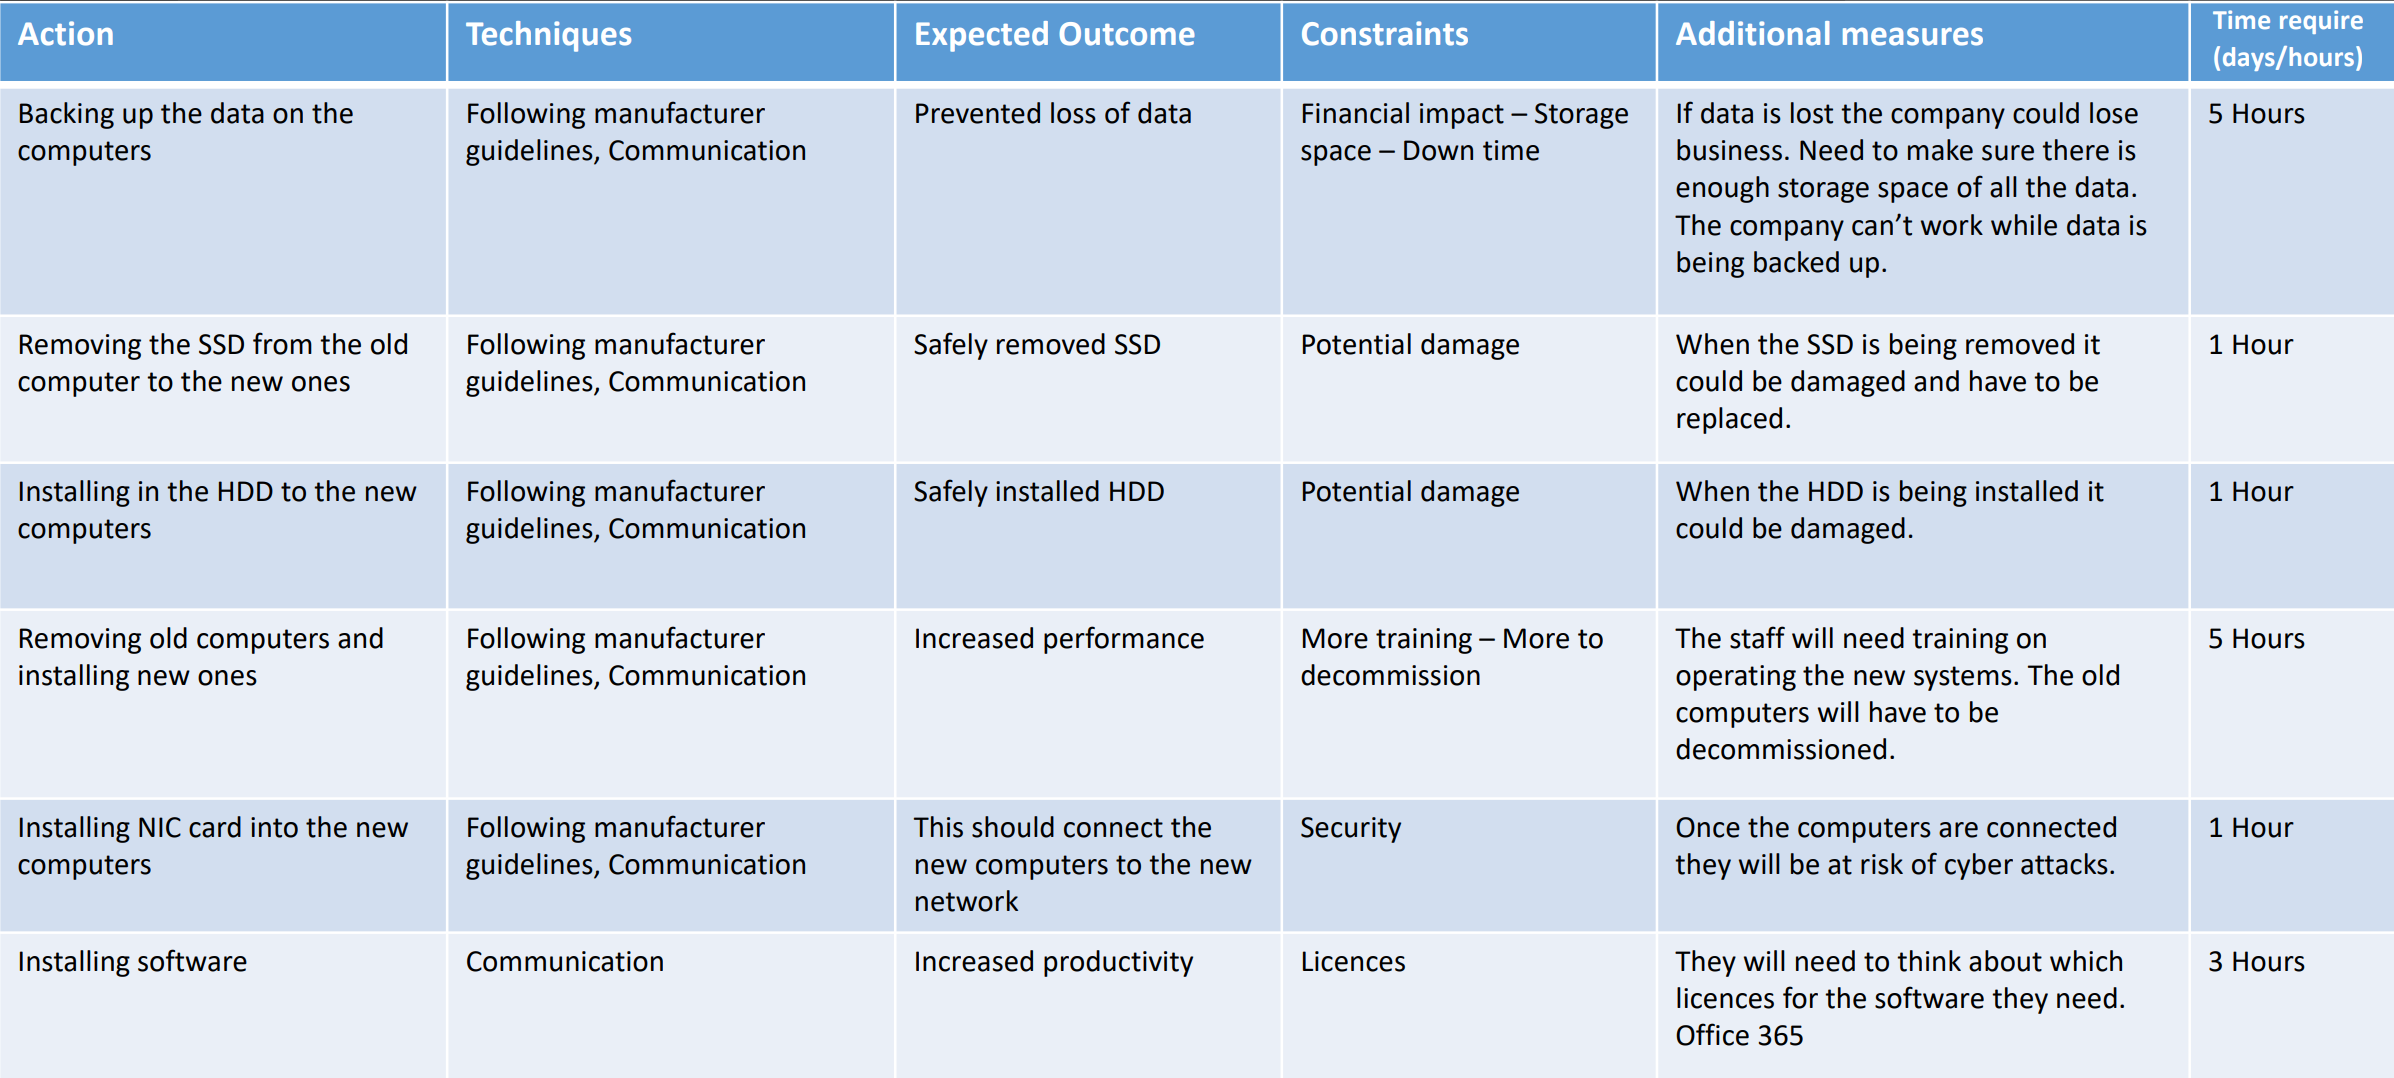 Action
Techniques
Expected Outcome
Constraints
Additional measures
Time require
(days/hours)
Backing up the data on the
computers
Following manufacturer
guidelines, Communication
Prevented loss of data
Financial impact – Storage
space – Down time
If data is lost the company could lose
business. Need to make sure there is
enough storage space of all the data.
The company can’t work while data is
being backed up.
5 Hours
Removing the SSD from the old
computer to the new ones
Following manufacturer
guidelines, Communication
Safely removed SSD
Potential damage
When the SSD is being removed it
could be damaged and have to be
replaced.
1 Hour
Installing in the HDD to the new
computers
Following manufacturer
guidelines, Communication
Safely installed HDD
Potential damage
When the HDD is being installed it
could be damaged.
1 Hour
Removing old computers and
installing new ones
Following manufacturer
guidelines, Communication
Increased performance
More training – More to
decommission
The staff will need training on
operating the new systems. The old
computers will have to be
decommissioned.
5 Hours
Installing NIC card into the new
computers
Following manufacturer
guidelines, Communication
This should connect the
new computers to the new
network
Security
Once the computers are connected
they will be at risk of cyber attacks.
1 Hour
Installing software
Communication
Increased productivity
Licences
They will need to think about which
licences for the software they need.
Office 365
3 Hours